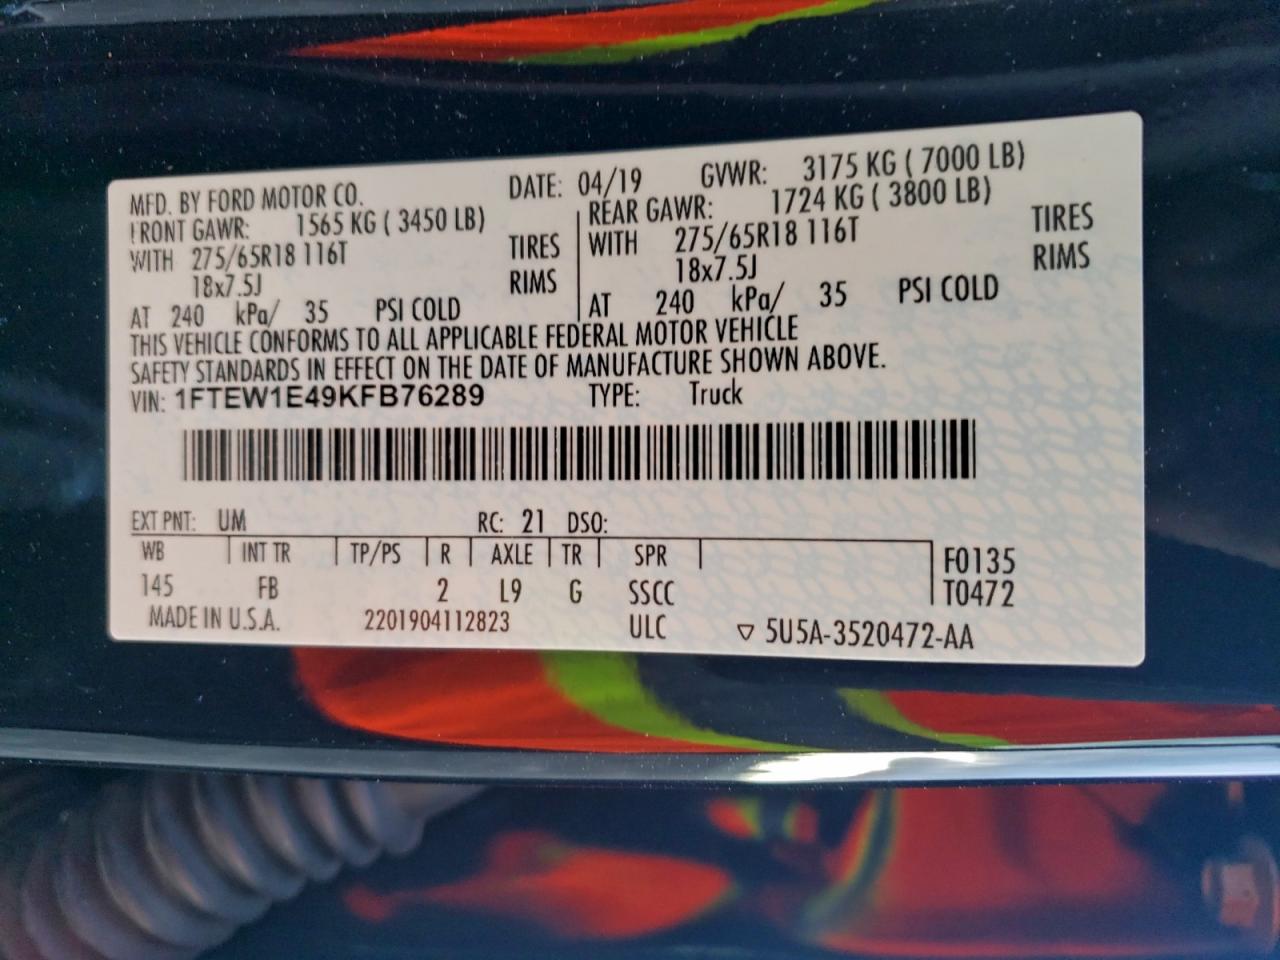 MFD. BY FORD MOTOR CO. DATE: 04/19 GVWR: 3175 KG ( 7000 LB)
FRONT GAWR: 1565 KG ( 3450 LB) REAR GAWR: 1724 KG ( 3800 LB)
WITH 275/65R18 116T TIRES WITH 275/65R18 116T TIRES
18x7.5J RIMS 18x7.5J RIMS
AT 240 kPa/ 35 PSI COLD AT 240 kPa/ 35 PSI COLD
THIS VEHICLE CONFORMS TO ALL APPLICABLE FEDERAL MOTOR VEHICLE
SAFETY STANDARDS IN EFFECT ON THE DATE OF MANUFACTURE SHOWN ABOVE.
VIN: 1FTEW1E49KFB76289 TYPE: Truck
EXT PNT: UM RC: 21 DSO:
WB INT TR TP/PS R AXLE TR SPR F0135
145 FB 2 L9 G SSCC T0472
MADE IN U.S.A. 2201904112823 ULC ▽ 5U5A-3520472-AA